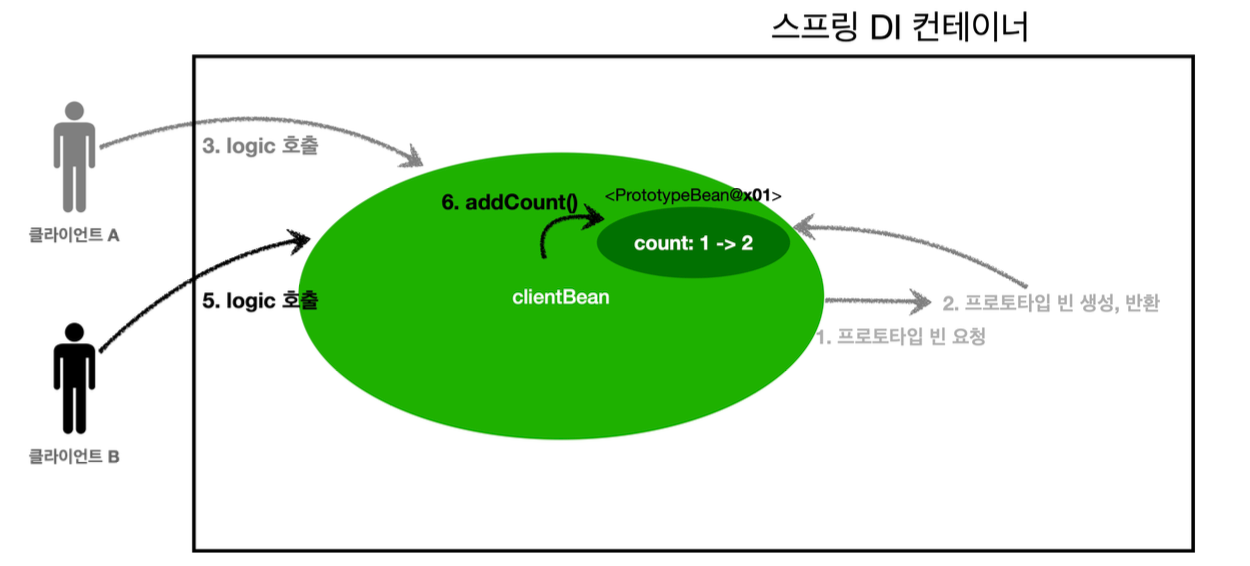 스프링 DI 컨테이너
3. logic 호출
클라이언트 A
6. addCount()
<PrototypeBean@x01>
count: 1 -> 2
clientBean
5. logic 호출
2. 프로토타입 빈 생성, 반환
1. 프로토타입 빈 요청
클라이언트 B